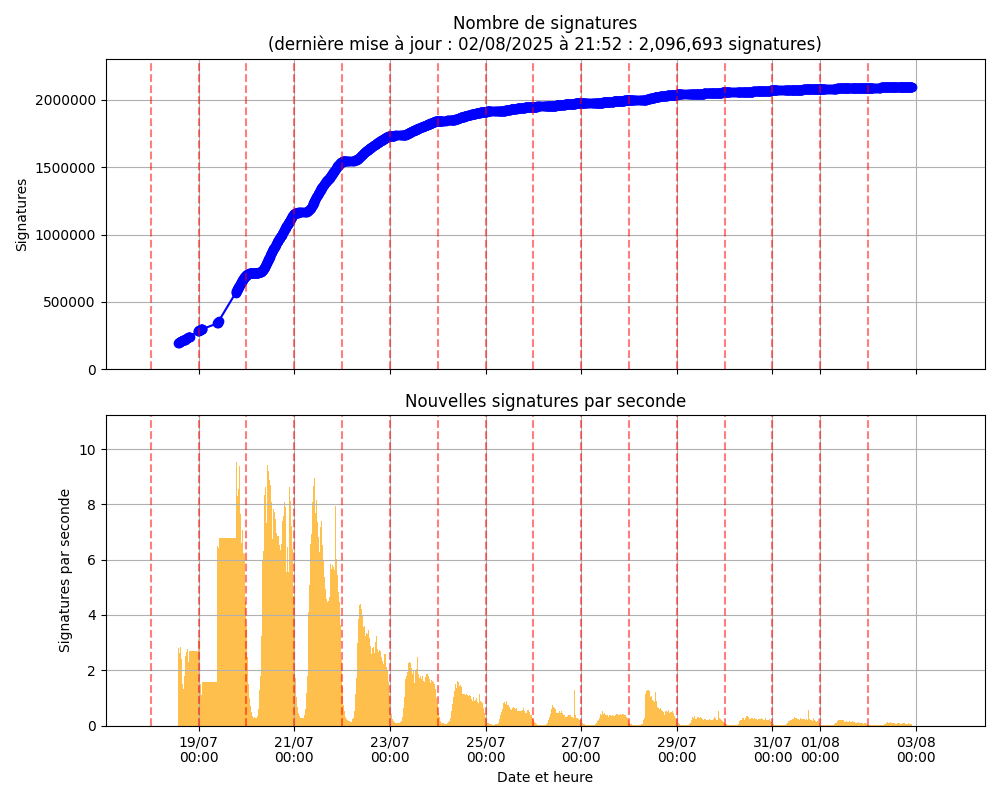 Nombre de signatures
(dernière mise à jour : 02/08/2025 à 21:52 : 2,096,693 signatures)
2000000
1500000
1000000
500000
0
Signatures
Nouvelles signatures par seconde
10
8
6
4
2
0
Signatures par seconde
19/07 21/07 23/07 25/07 27/07 29/07 31/07 01/08 03/08
00:00 00:00 00:00 00:00 00:00 00:00 00:00 00:00 00:00
Date et heure